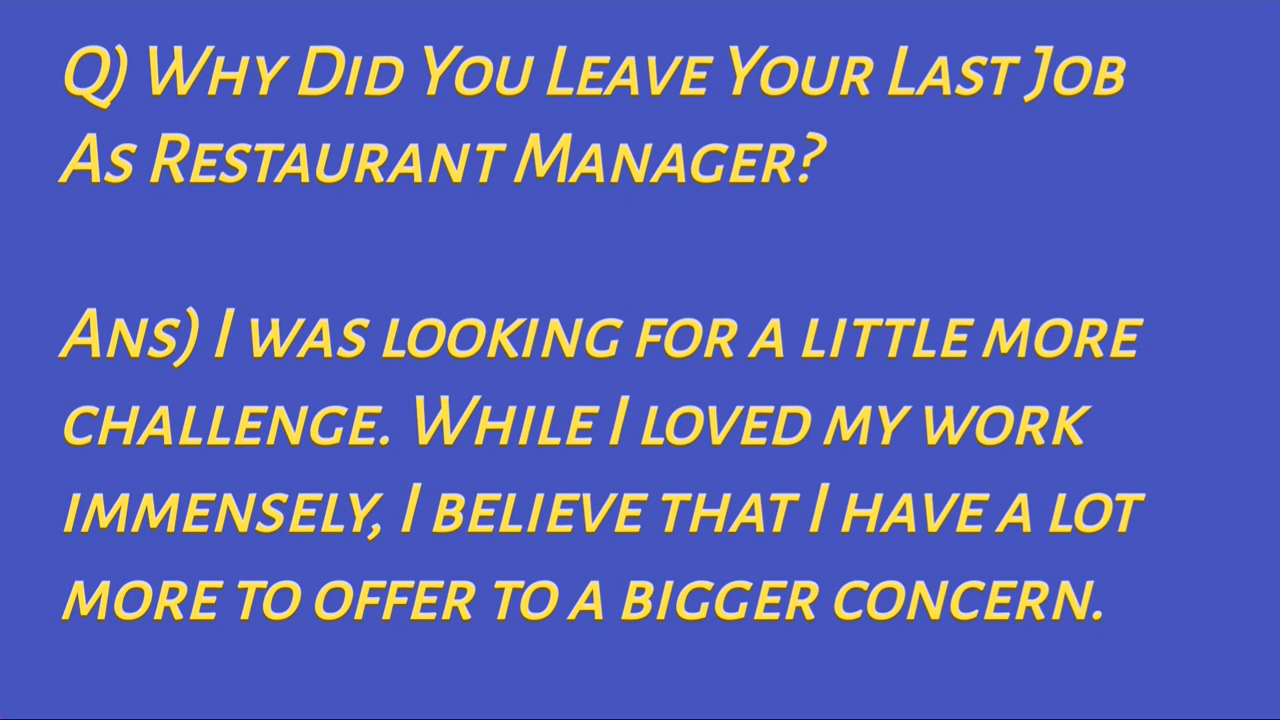 Q) Why Did You Leave Your Last Job
As Restaurant Manager?
Ans) I was looking for a little more
challenge. While I loved my work
immensely, I believe that I have a lot
more to offer to a bigger concern.